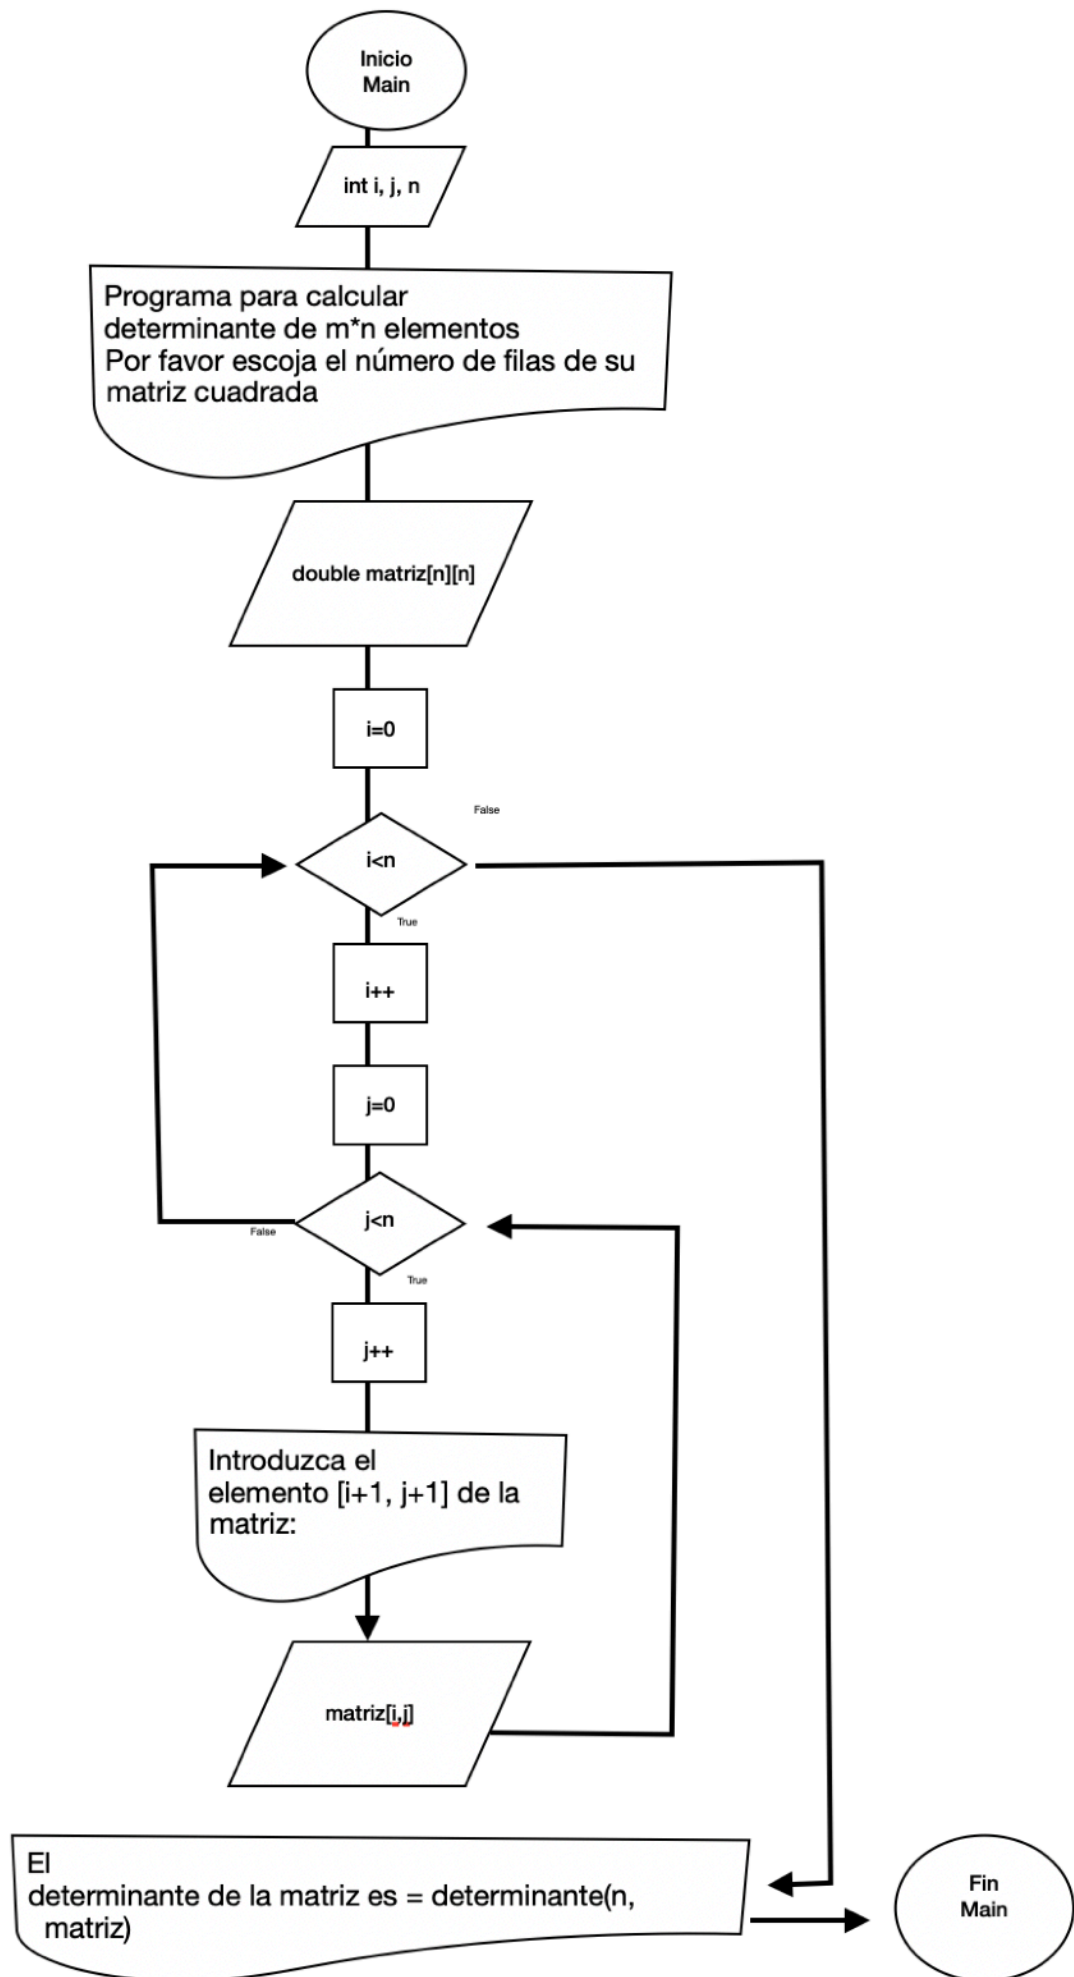 Inicio
Main
int i, j, n
Programa para calcular
determinante de m*n elementos
Por favor escoja el número de filas de su
matriz cuadrada
double matriz[n][n]
i=0
False
i<n
True
i++
j=0
j<n
False
True
j++
Introduzca el
elemento [i+1, j+1] de la
matriz:
matriz[i,j]
El
determinante de la matriz es = determinante(n,
matriz)
Fin
Main